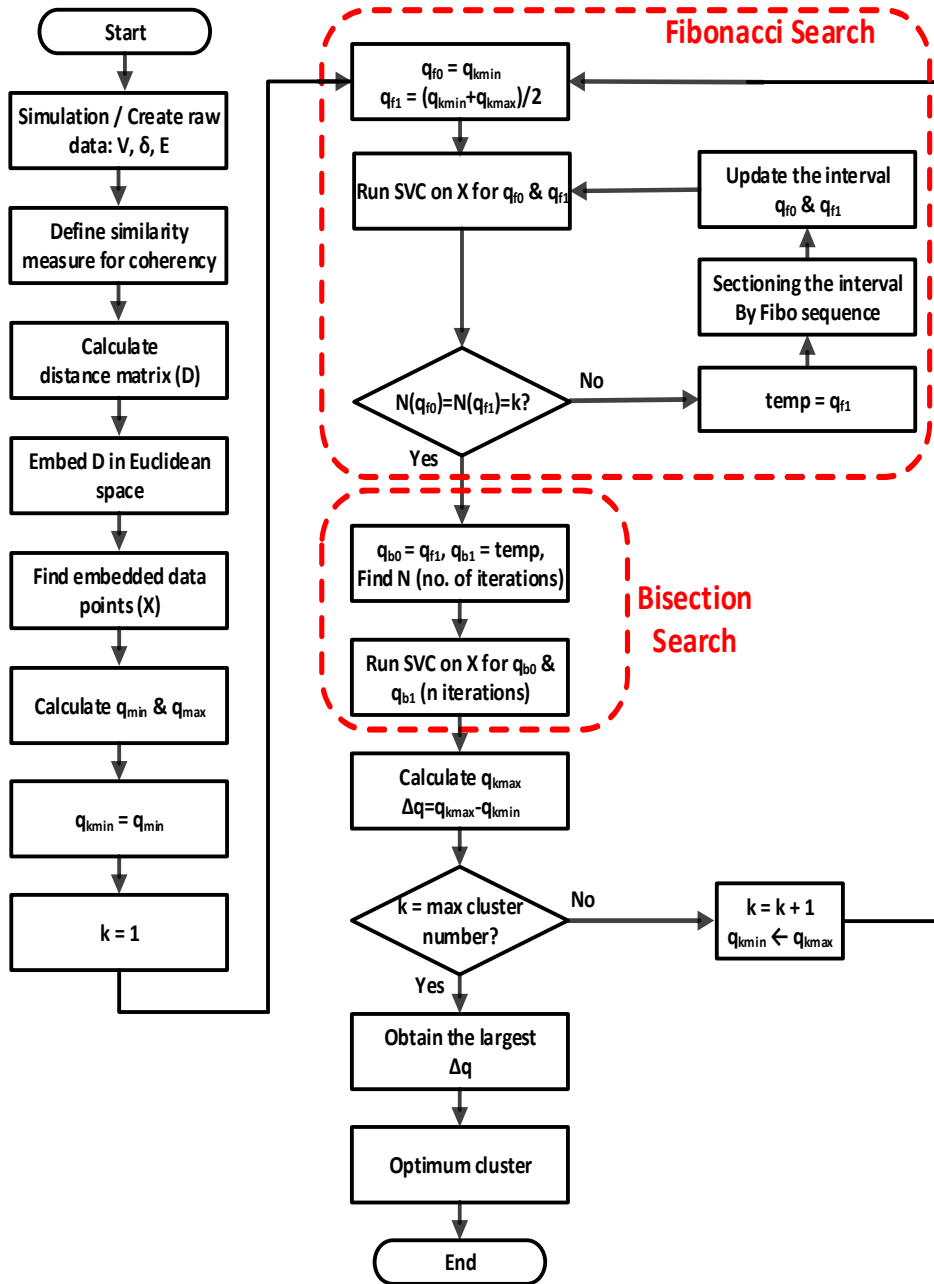 Start
Simulation / Create raw
data: V, δ, E
Define similarity
measure for coherency
Calculate
distance matrix (D)
Embed D in Euclidean
space
Find embedded data
points (X)
Calculate qmin & qmax
qkmin = qmin
k = 1
Fibonacci Search
qf0 = qkmin
qf1 = (qkmin+qkmax)/2
Run SVC on X for qf0 & qf1
N(qf0)=N(qf1)=k?
No
Yes
temp = qf1
Sectioning the interval
By Fibo sequence
Update the interval
qf0 & qf1
qb0 = qf1, qb1 = temp,
Find N (no. of iterations)
Run SVC on X for qb0 &
qb1 (n iterations)
Bisection
Search
Calculate qkmax
Δq=qkmax-qkmin
k = max cluster
number?
No
Yes
k = k + 1
qkmin ← qkmax
Obtain the largest
Δq
Optimum cluster
End